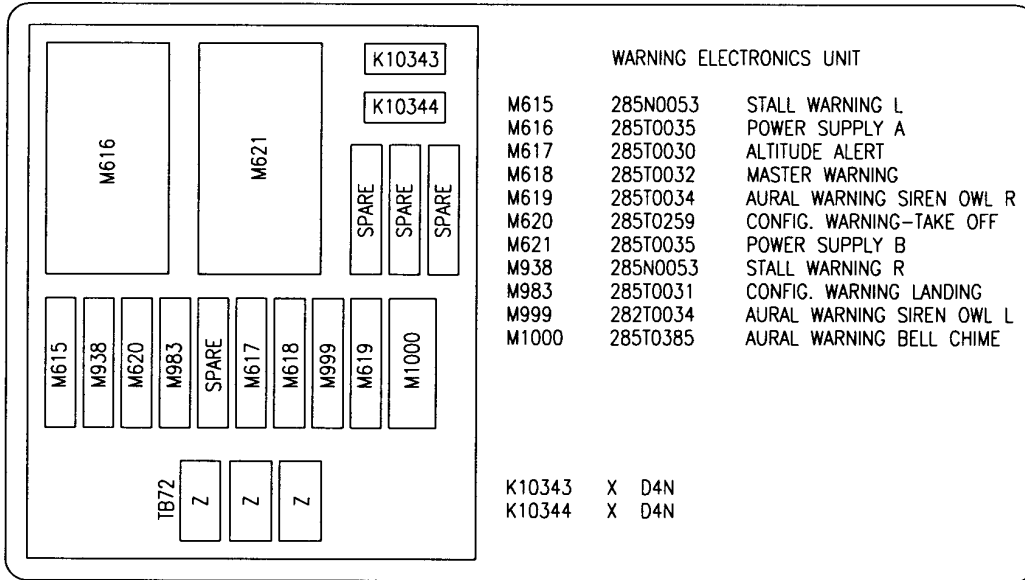 K10343
K10344
M616
M621
SPARE
SPARE
SPARE
M615
M938
M620
M983
SPARE
M617
M618
M999
M619
M1000
TB72
Z
Z
Z
WARNING ELECTRONICS UNIT
M615 285N0053 STALL WARNING L
M616 285T0035 POWER SUPPLY A
M617 285T0030 ALTITUDE ALERT
M618 285T0032 MASTER WARNING
M619 285T0034 AURAL WARNING SIREN OWL R
M620 285T0259 CONFIG. WARNING-TAKE OFF
M621 285T0035 POWER SUPPLY B
M938 285N0053 STALL WARNING R
M983 285T0031 CONFIG. WARNING LANDING
M999 282T0034 AURAL WARNING SIREN OWL L
M1000 285T0385 AURAL WARNING BELL CHIME
K10343 X D4N
K10344 X D4N